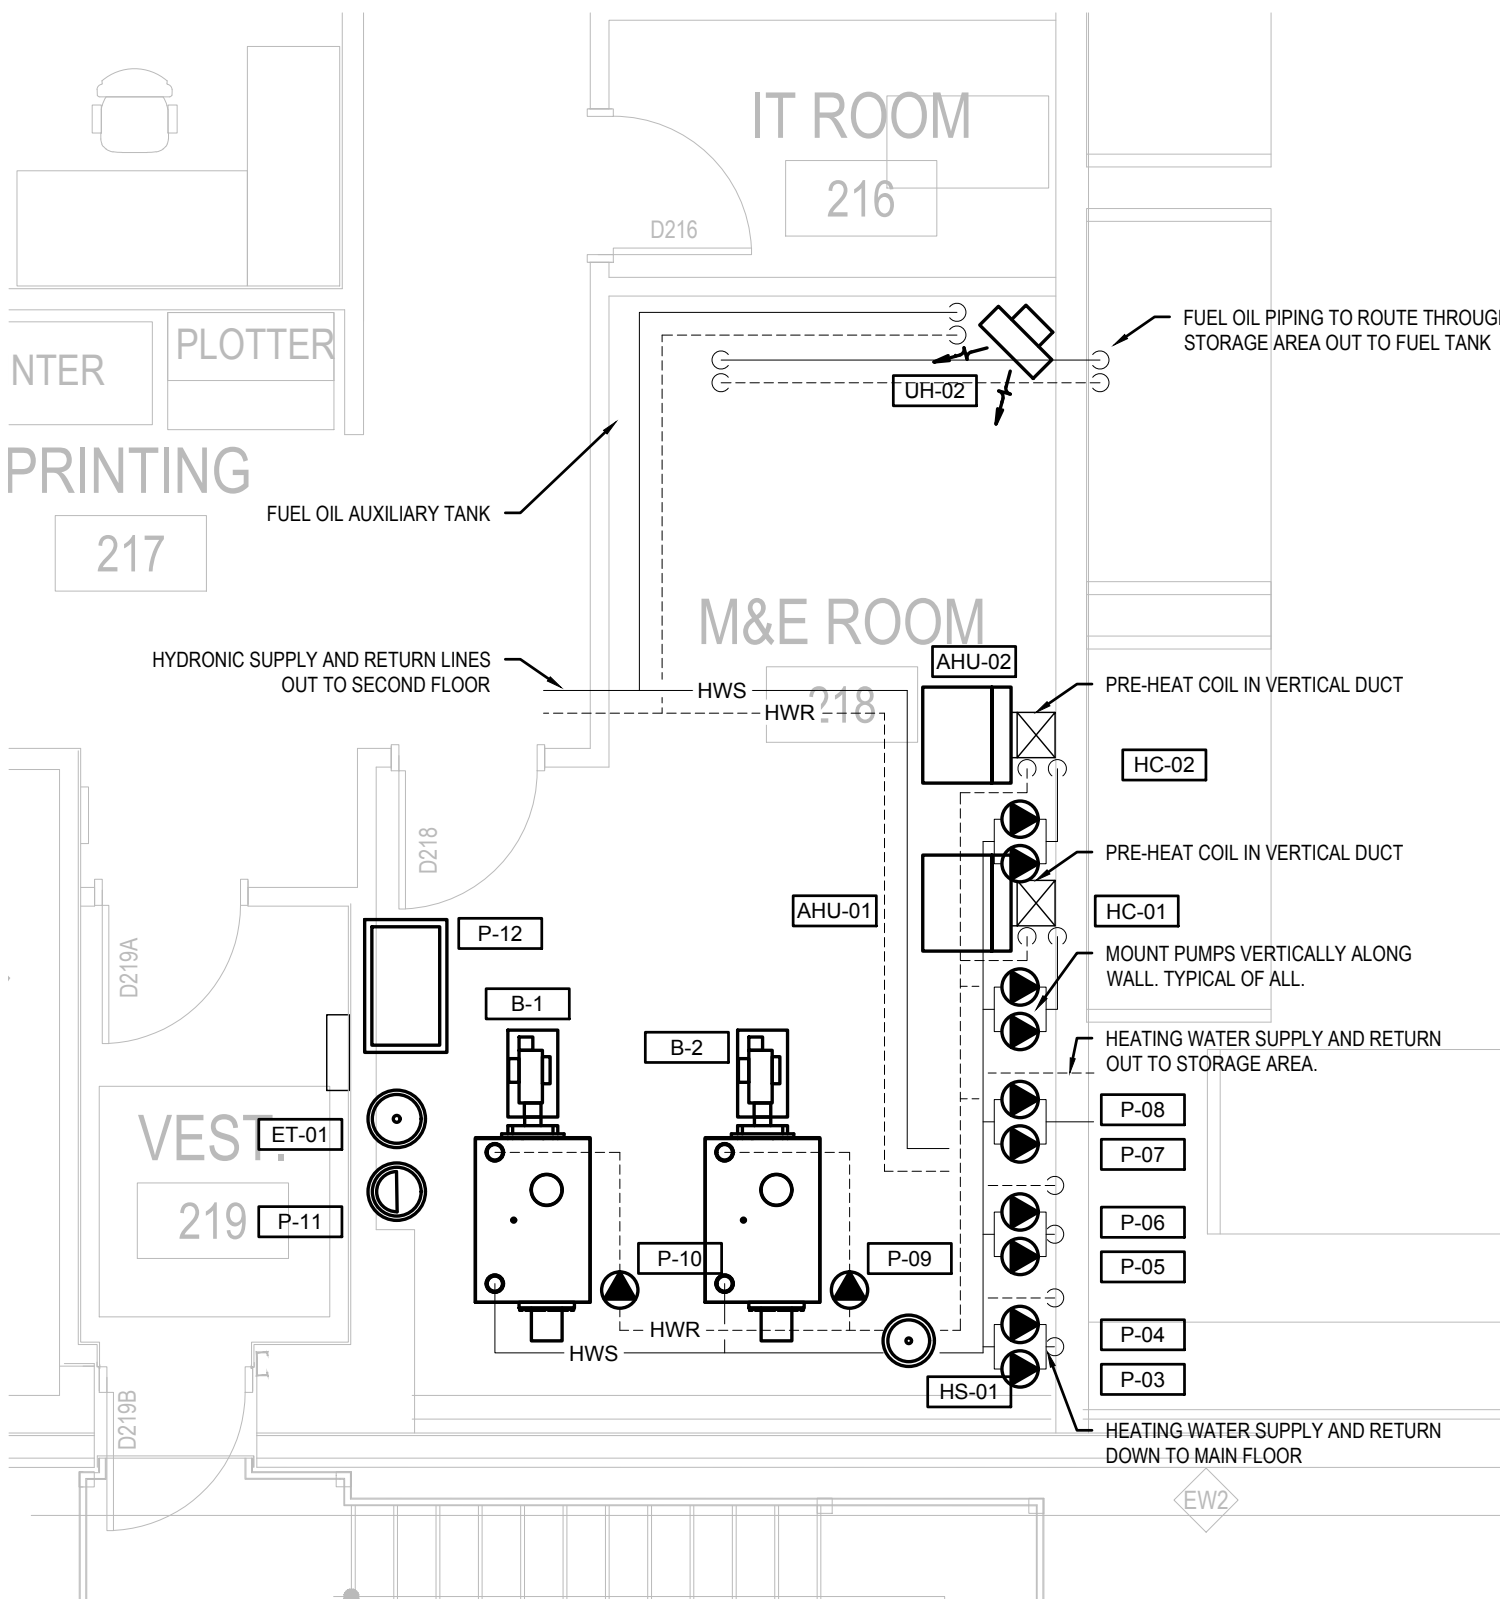 IT ROOM
216
D216
FUEL OIL PIPING TO ROUTE THROUGH
STORAGE AREA OUT TO FUEL TANK
PLOTTER
NTER
UH-02
PRINTING
217
FUEL OIL AUXILIARY TANK
M&E ROOM
218
HYDRONIC SUPPLY AND RETURN LINES
OUT TO SECOND FLOOR
HWS
HWR
AHU-02
PRE-HEAT COIL IN VERTICAL DUCT
HC-02
D218
PRE-HEAT COIL IN VERTICAL DUCT
AHU-01
HC-01
P-12
D219A
MOUNT PUMPS VERTICALLY ALONG
WALL. TYPICAL OF ALL.
B-1
B-2
HEATING WATER SUPPLY AND RETURN
OUT TO STORAGE AREA.
VEST.
219
ET-01
P-11
P-08
P-07
P-06
P-05
P-10
P-09
HWR
HWS
P-04
P-03
HS-01
D219B
HEATING WATER SUPPLY AND RETURN
DOWN TO MAIN FLOOR
EW2